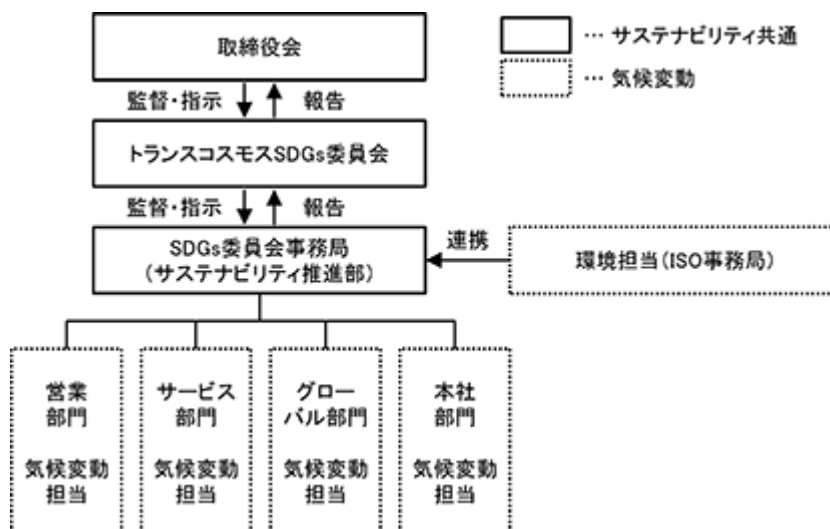 取締役会
… サステナビリティ共通
… 気候変動
監督・指示
報告
トランスコスモスSDGs委員会
監督・指示
報告
SDGs委員会事務局
（サステナビリティ推進部）
連携
環境担当（ISO事務局）
営業
部門
気候変動
担当
サービス
部門
気候変動
担当
グロー
バル部門
気候変動
担当
本社
部門
気候変動
担当